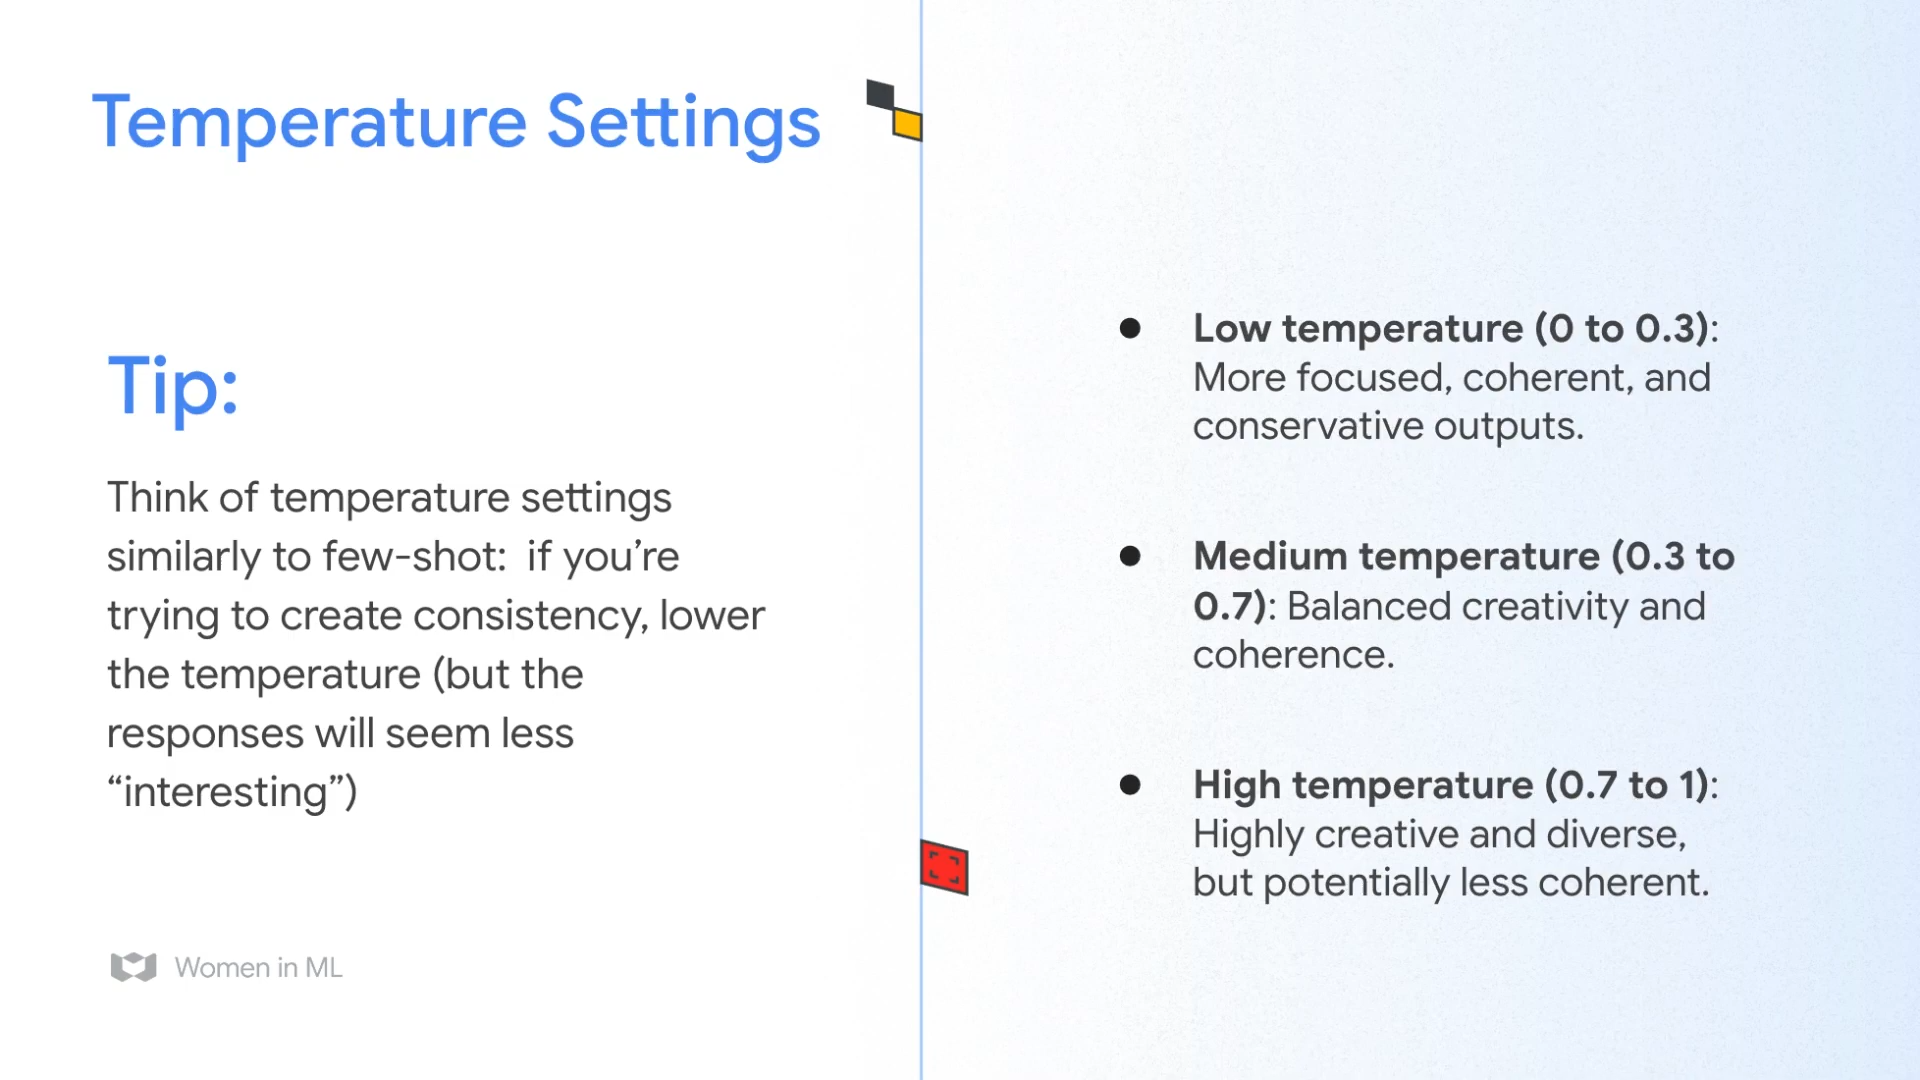 Temperature Settings
Tip:
Think of temperature settings
similarly to few-shot:  if you’re
trying to create consistency, lower
the temperature (but the
responses will seem less
“interesting”)
Women in ML
● Low temperature (0 to 0.3):
More focused, coherent, and
conservative outputs.
● Medium temperature (0.3 to
0.7): Balanced creativity and
coherence.
● High temperature (0.7 to 1):
Highly creative and diverse,
but potentially less coherent.